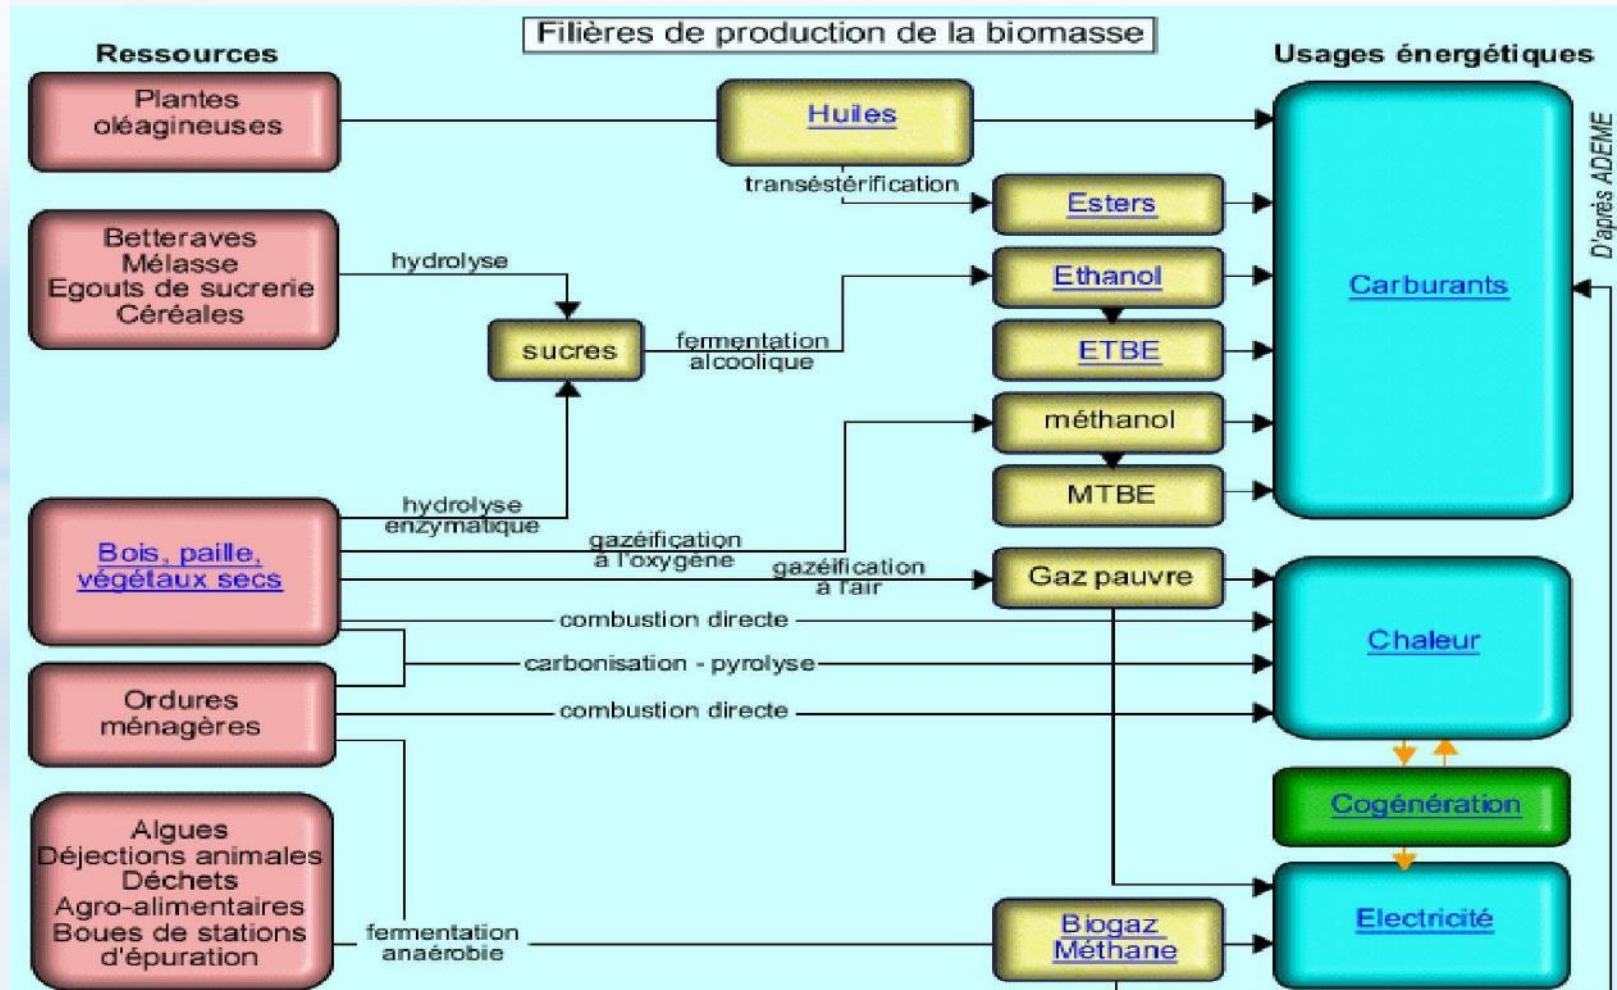 Filières de production de la biomasse
Ressources
Usages énergétiques
Plantes
oléagineuses
Huiles
transéstérification
Esters
Betteraves
Mélasse
Egouts de sucrerie
Céréales
hydrolyse
sucres
fermentation
alcoolique
Ethanol
ETBE
méthanol
MTBE
Carburants
D'après ADEME
Bois, paille,
végétaux secs
hydrolyse
enzymatique
gazéification
à l'oxygène
gazéification
à l'air
Gaz pauvre
combustion directe
carbonisation - pyrolyse
combustion directe
Chaleur
Ordures
ménagères
Cogénération
Algues
Déjections animales
Déchets
Agro-alimentaires
Boues de stations
d'épuration
fermentation
anaérobie
Biogaz
Méthane
Electricité